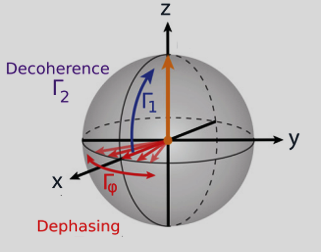 z
Decoherence
Γ₂
Γ₁
y
x
Γφ
Dephasing